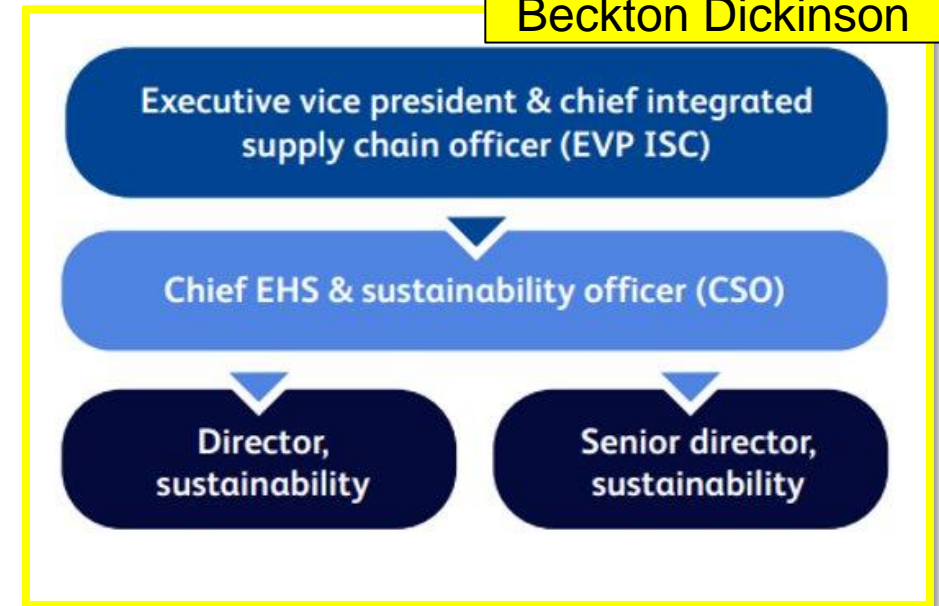 Beckton Dickinson
Executive vice president & chief integrated
supply chain officer (EVP ISC)
Chief EHS & sustainability officer (CSO)
Director,
sustainability
Senior director,
sustainability